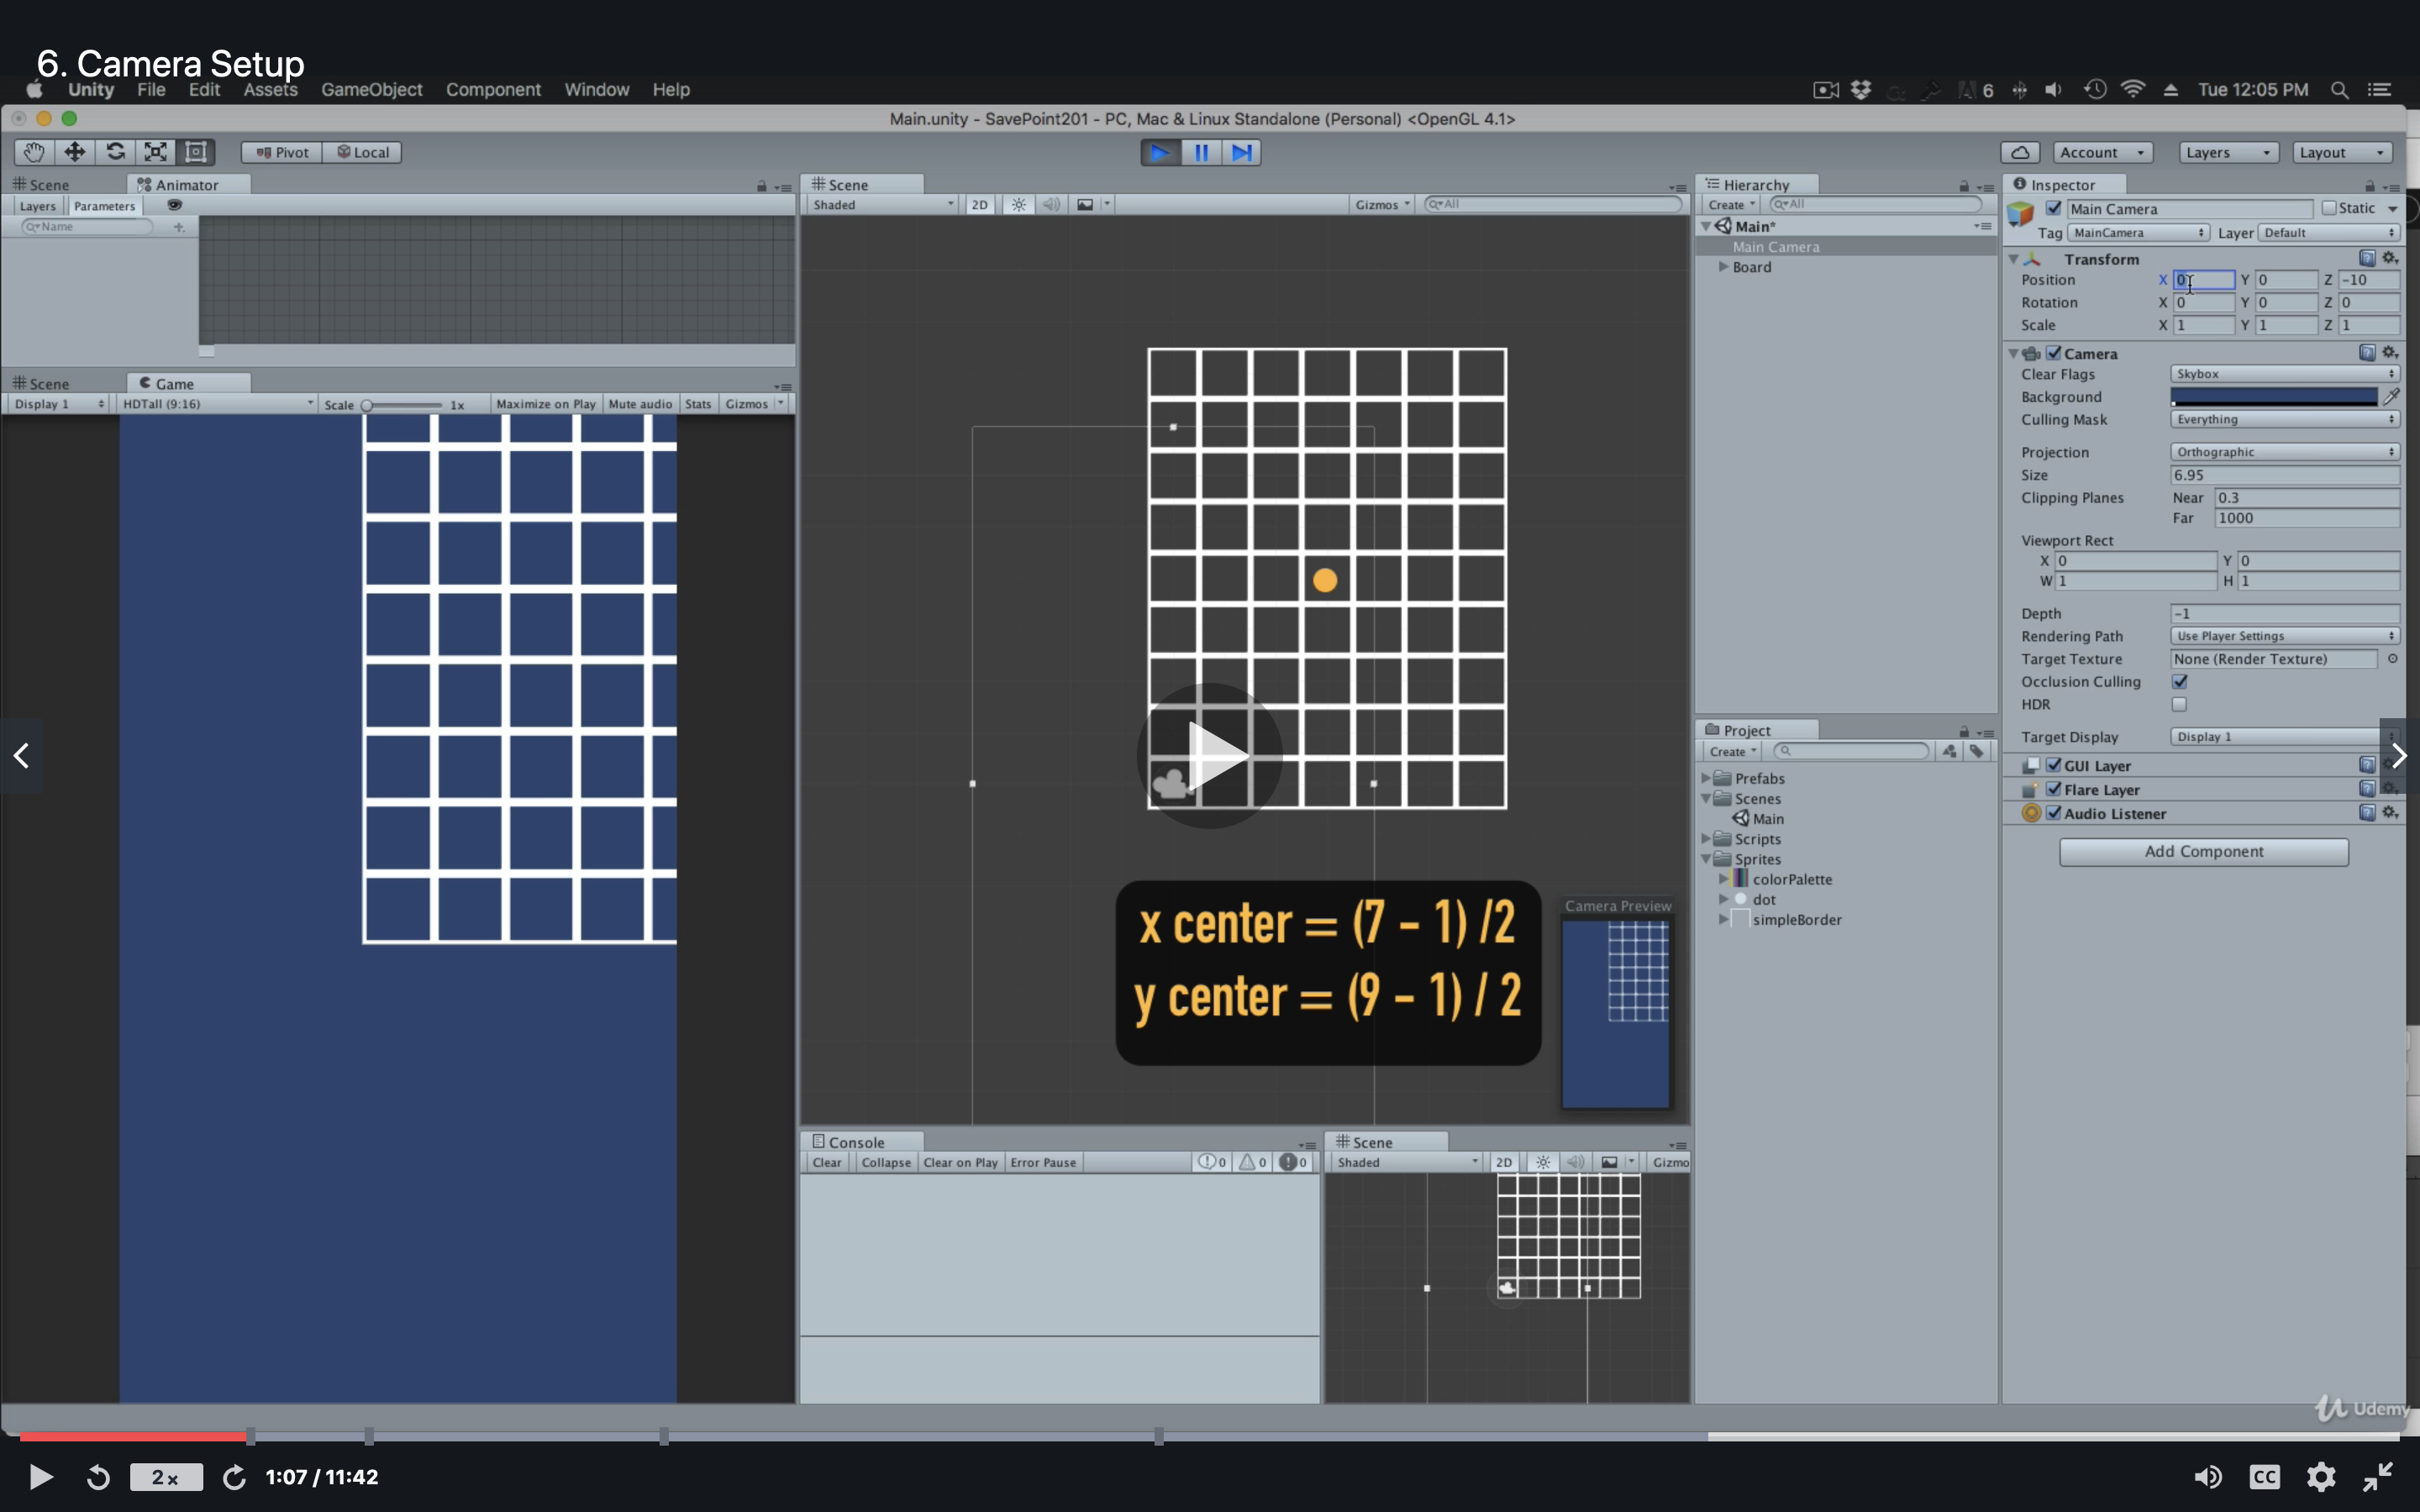 6. Camera Setup
Unity File Edit Assets GameObject Component Window Help
6 Tue 12:05 PM
Main.unity - SavePoint201 - PC, Mac & Linux Standalone (Personal) <OpenGL 4.1>
Pivot Local
Account Layers Layout
Scene Animator
Layers Parameters
Name
Scene Game
Display 1 HDTall (9:16) Scale 1x Maximize on Play Mute audio Stats Gizmos
Scene
Shaded 2D Gizmos All
x center = (7 - 1) /2
y center = (9 - 1) / 2
Camera Preview
Console
Clear Collapse Clear on Play Error Pause 0 0 0
Scene
Shaded 2D Gizmo
Hierarchy
Create All
Main*
Main Camera
Board
Project
Create
Prefabs
Scenes
Main
Scripts
Sprites
colorPalette
dot
simpleBorder
Inspector
Main Camera Static
Tag MainCamera Layer Default
Transform
Position X 0 Y 0 Z -10
Rotation X 0 Y 0 Z 0
Scale X 1 Y 1 Z 1
Camera
Clear Flags Skybox
Background
Culling Mask Everything
Projection Orthographic
Size 6.95
Clipping Planes Near 0.3
Far 1000
Viewport Rect
X 0 Y 0
W 1 H 1
Depth -1
Rendering Path Use Player Settings
Target Texture None (Render Texture)
Occlusion Culling
HDR
Target Display Display 1
GUI Layer
Flare Layer
Audio Listener
Add Component
Udemy
2x 1:07 / 11:42
CC